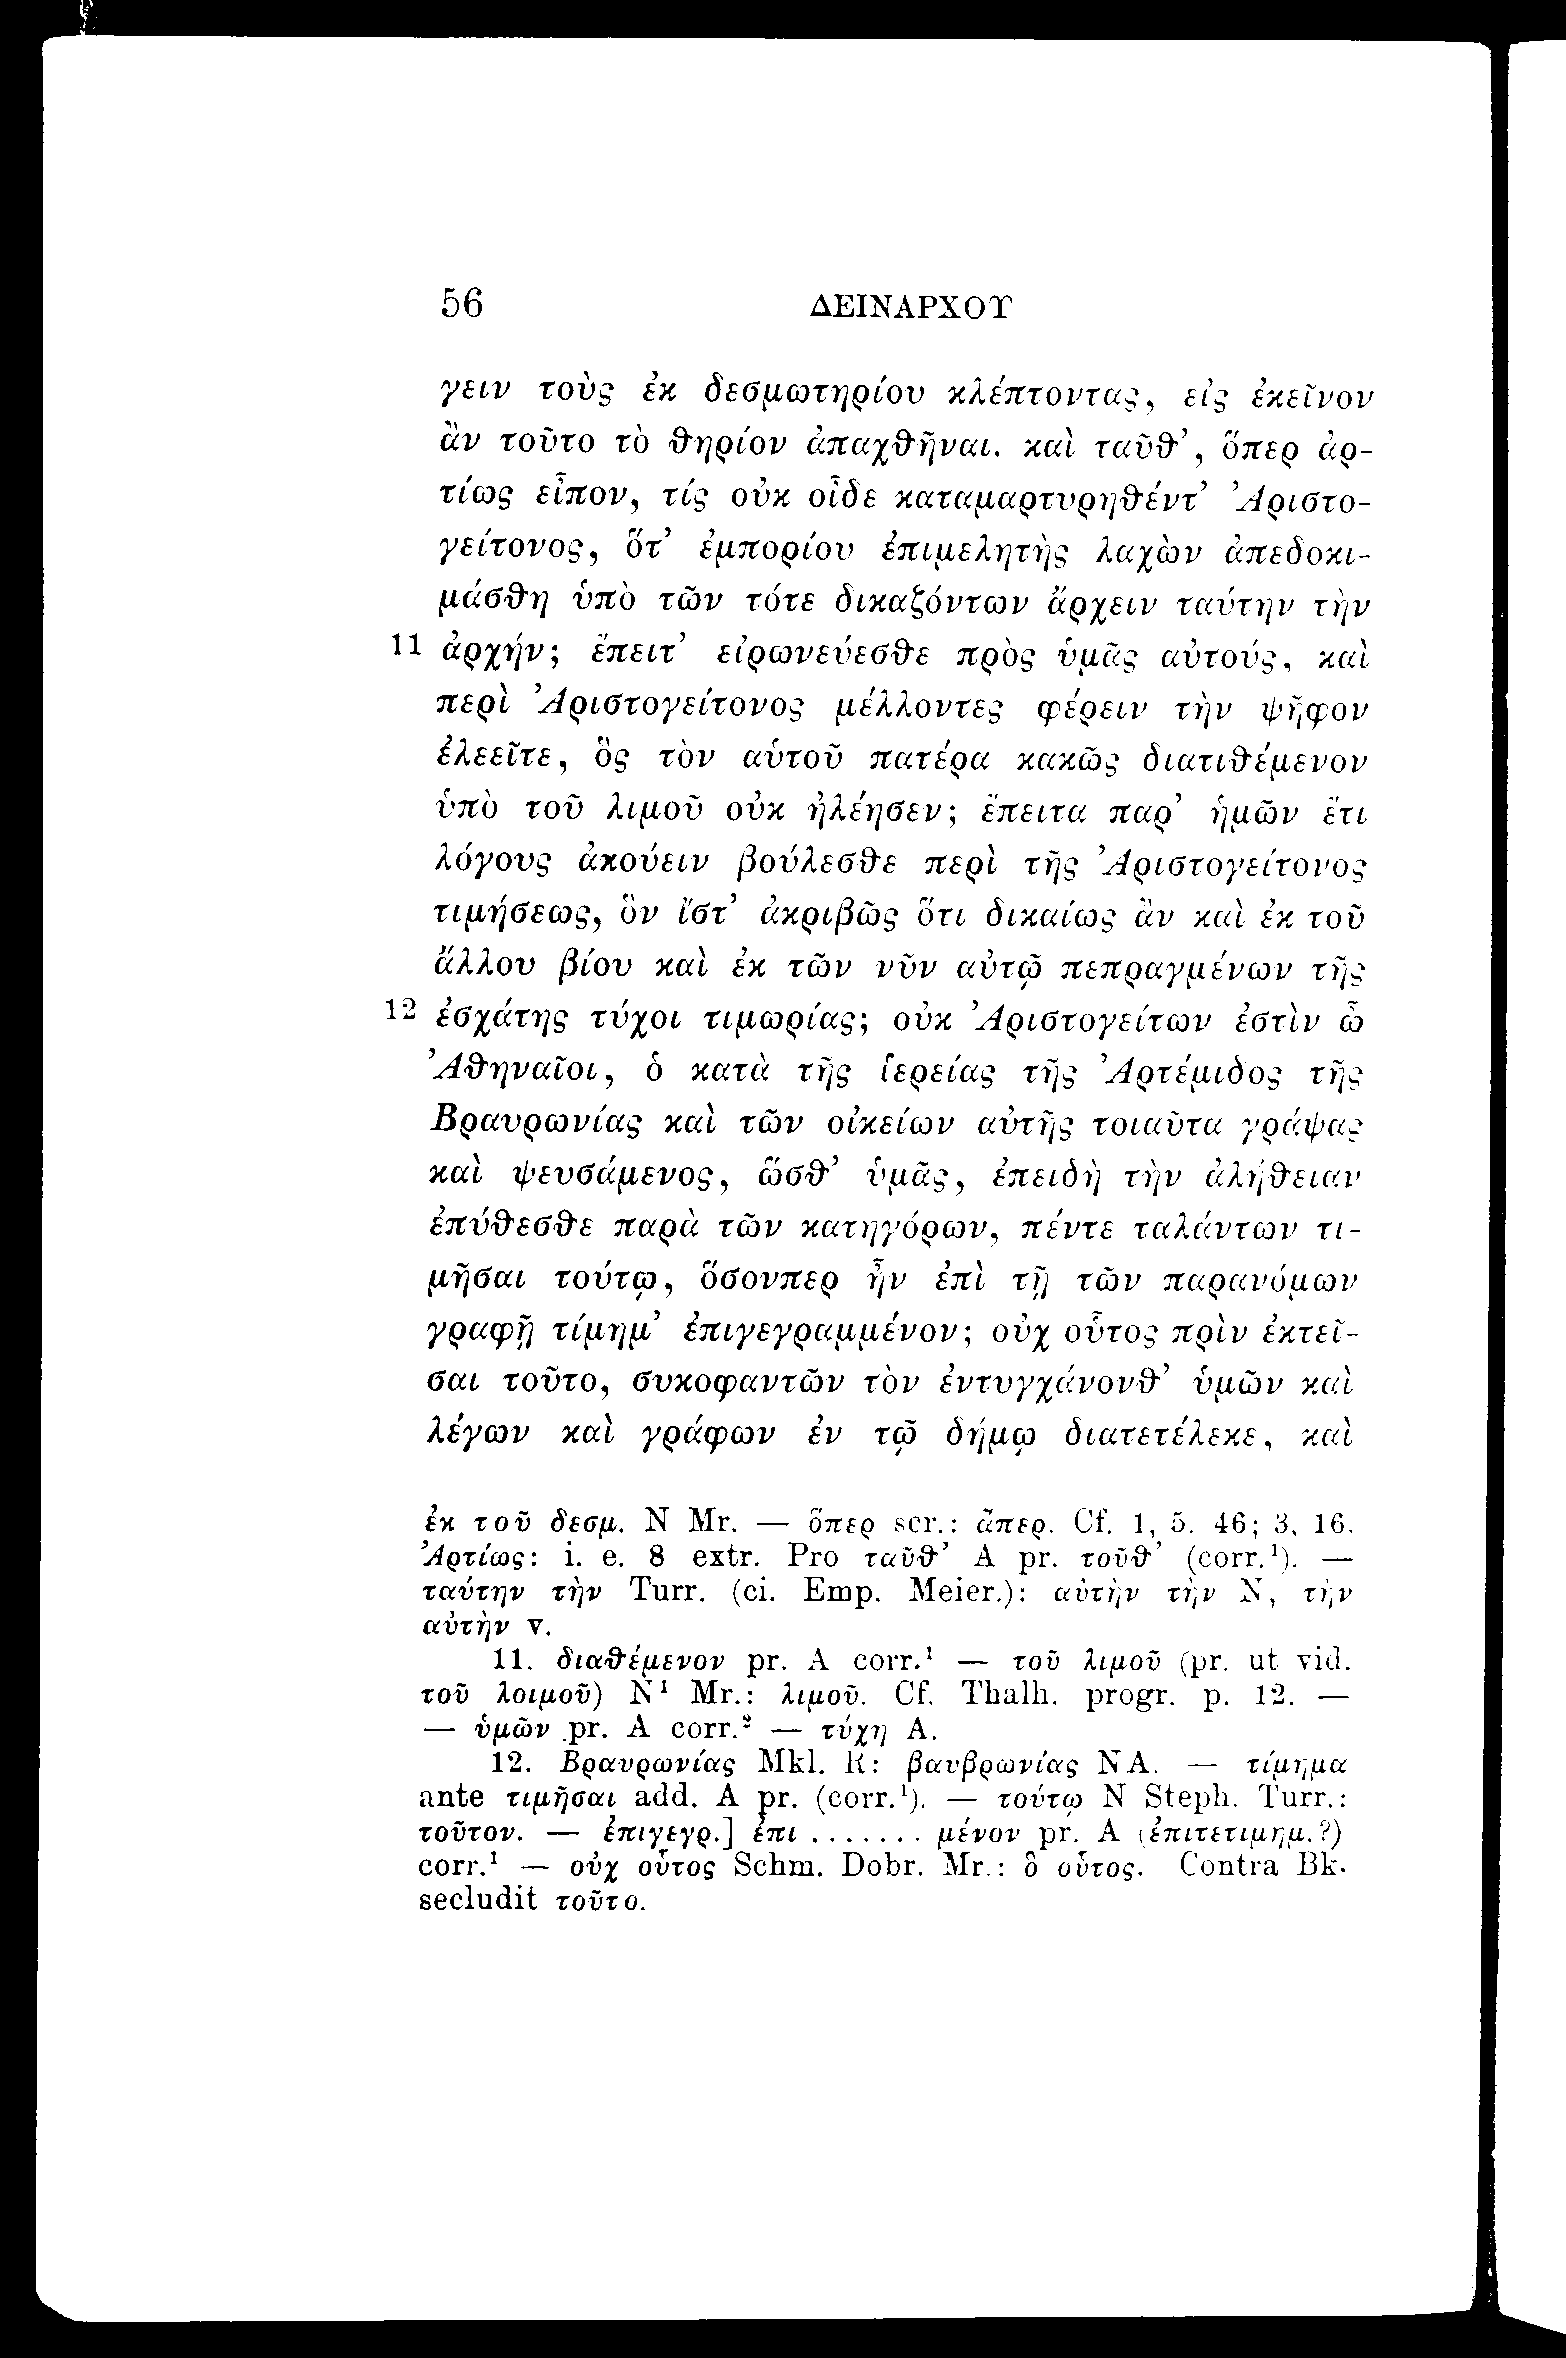 56 ΔΕΙΝΑΡΧΟΥ
γειν τοὺς ἐκ δεσμωτηρίου κλέπτοντας, εἰς ἐκεῖνον
ἂν τοῦτο τὸ θηρίον ἀπαχθῆναι. καὶ ταῦθ’, ὅπερ ἀρ-
τίως εἶπον, τίς οὐκ οἶδε καταμαρτυρηθέντ’ Ἀριστο-
γείτονος, ὅτ’ ἐμπορίου ἐπιμελητὴς λαχὼν ἀπεδοκι-
μάσθη ὑπὸ τῶν τότε δικαζόντων ἄρχειν ταύτην τὴν
11 ἀρχήν; ἔπειτ’ εἰρωνεύεσθε πρὸς ὑμᾶς αὐτούς, καὶ
περὶ Ἀριστογείτονος μέλλοντες φέρειν τὴν ψῆφον
ἐλεεῖτε, ὃς τὸν αὑτοῦ πατέρα κακῶς διατιθέμενον
ὑπὸ τοῦ λιμοῦ οὐκ ἠλέησεν; ἔπειτα παρ’ ἡμῶν ἔτι
λόγους ἀκούειν βούλεσθε περὶ τῆς Ἀριστογείτονος
τιμήσεως, ὃν ἴστ’ ἀκριβῶς ὅτι δικαίως ἂν καὶ ἐκ τοῦ
ἄλλου βίου καὶ ἐκ τῶν νῦν αὐτῷ πεπραγμένων τῆς
12 ἐσχάτης τύχοι τιμωρίας; οὐκ Ἀριστογείτων ἐστὶν ὦ
Ἀθηναῖοι, ὁ κατὰ τῆς ἱερείας τῆς Ἀρτέμιδος τῆς
Βραυρωνίας καὶ τῶν οἰκείων αὐτῆς τοιαῦτα γράψας
καὶ ψευσάμενος, ὥσθ’ ὑμᾶς, ἐπειδὴ τὴν ἀλήθειαν
ἐπύθεσθε παρὰ τῶν κατηγόρων, πέντε ταλάντων τι-
μῆσαι τούτῳ, ὅσονπερ ἦν ἐπὶ τῇ τῶν παρανόμων
γραφῇ τίμημ’ ἐπιγεγραμμένον; οὐχ οὗτος πρὶν ἐκτεῖ-
σαι τοῦτο, συκοφαντῶν τὸν ἐντυγχάνονθ’ ὑμῶν καὶ
λέγων καὶ γράφων ἐν τῷ δήμῳ διατετέλεκε, καὶ
ἐκ τοῦ δεσμ. N Mr. — ὅπερ scr.: ἅπερ. Cf. 1, 5. 46; 3, 16.
Ἀρτίως: i. e. 8 extr. Pro ταῦθ’ A pr. τοῦθ’ (corr.¹). —
ταύτην τὴν Turr. (ci. Emp. Meier.): αὐτὴν τὴν N, τὴν
αὐτὴν v.
11. διαθέμενον pr. A corr.¹ — τοῦ λιμοῦ (pr. ut vid.
τοῦ λοιμοῦ) N¹ Mr.: λιμοῦ. Cf. Thalh. progr. p. 12. —
— ὑμῶν pr. A corr.² — τύχη A.
12. Βραυρωνίας Mkl. R: βαυβρωνίας NA. — τίμημα
ante τιμῆσαι add. A pr. (corr.¹). — τούτῳ N Steph. Turr.:
τοῦτον. — ἐπιγεγρ.] ἐπι ....... μένον pr. A (ἐπιτετιμημ.?)
corr.¹ — οὐχ οὗτος Schm. Dobr. Mr.: ὃ οὗτος. Contra Bk.
secludit τοῦτο.